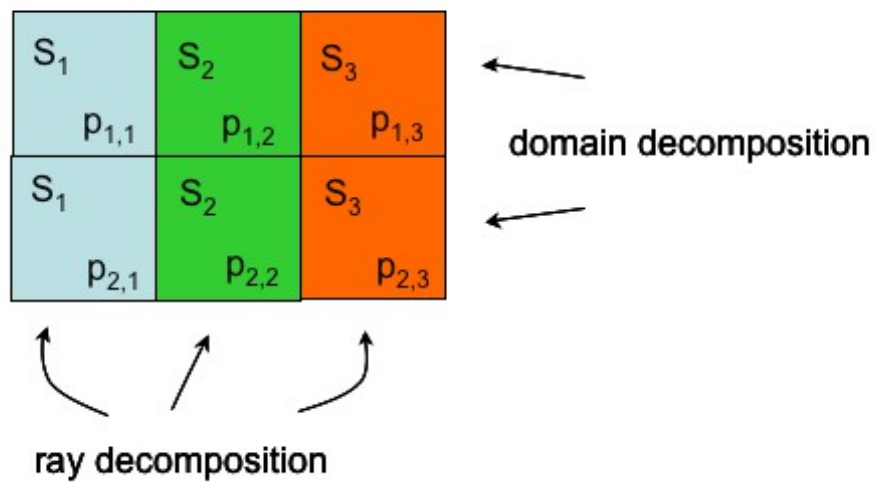 S1 S2 S3
p1,1 p1,2 p1,3
domain decomposition
S1 S2 S3
p2,1 p2,2 p2,3
ray decomposition